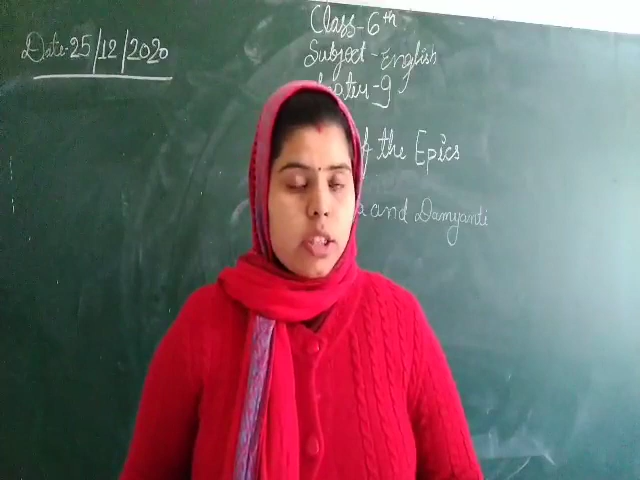 Date- 25/12/2020
Class- 6th
Subject - English
- 9
the Epics
and Damyanti